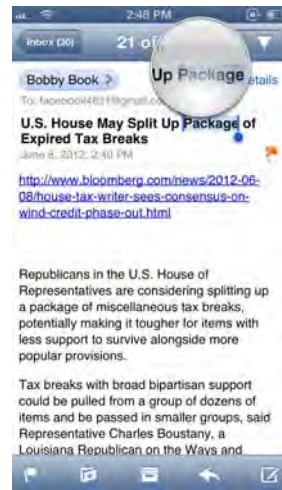 2:48 PM
Inbox (36)
21 of
Up Package
Bobby Book
etails
To:
U.S. House May Split Up Package of
Expired Tax Breaks
June 8, 2012, 2:40 PM
http://www.bloomberg.com/news/2012-06-
08/house-tax-writer-sees-consensus-on-
wind-credit-phase-out.html
Republicans in the U.S. House of
Representatives are considering splitting up
a package of miscellaneous tax breaks,
potentially making it tougher for items with
less support to survive alongside more
popular provisions.
Tax breaks with broad bipartisan support
could be pulled from a group of dozens of
items and be passed in smaller groups, said
Representative Charles Boustany, a
Louisiana Republican on the Ways and